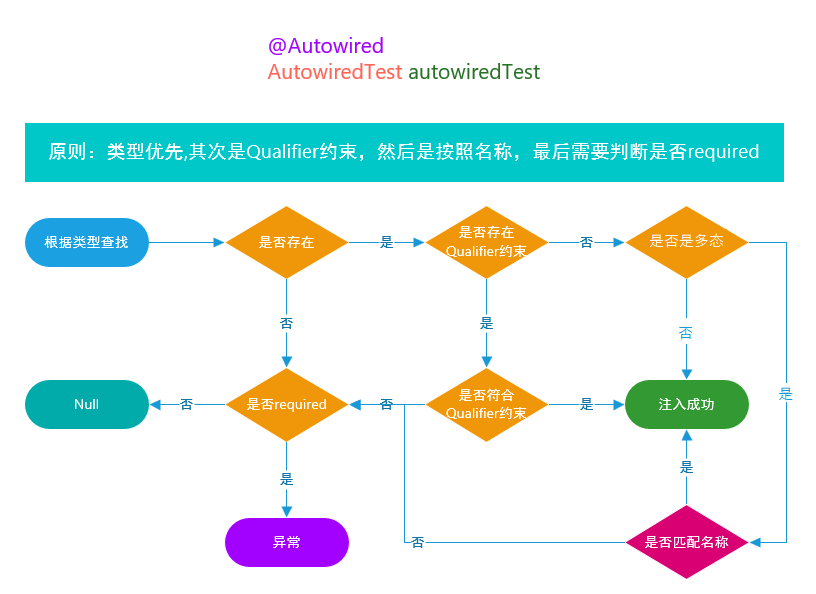 @Autowired
AutowiredTest autowiredTest
原则：类型优先,其次是Qualifier约束，然后是按照名称，最后需要判断是否required
根据类型查找
是否存在
是
是否存在
Qualifier约束
否
是否是多态
否
是
否
是
Null
否
是否required
否
是否符合
Qualifier约束
是
注入成功
是
是
异常
否
是否匹配名称